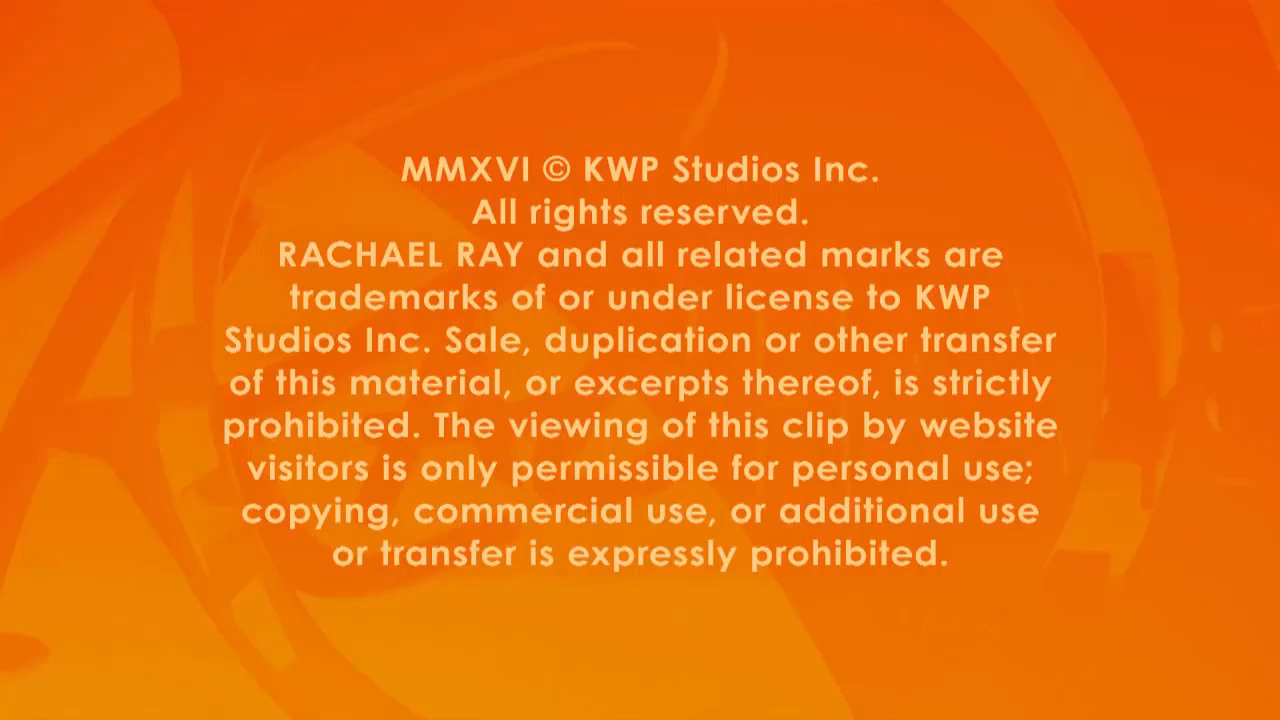 MMXVI © KWP Studios Inc.
All rights reserved.
RACHAEL RAY and all related marks are
trademarks of or under license to KWP
Studios Inc. Sale, duplication or other transfer
of this material, or excerpts thereof, is strictly
prohibited. The viewing of this clip by website
visitors is only permissible for personal use;
copying, commercial use, or additional use
or transfer is expressly prohibited.